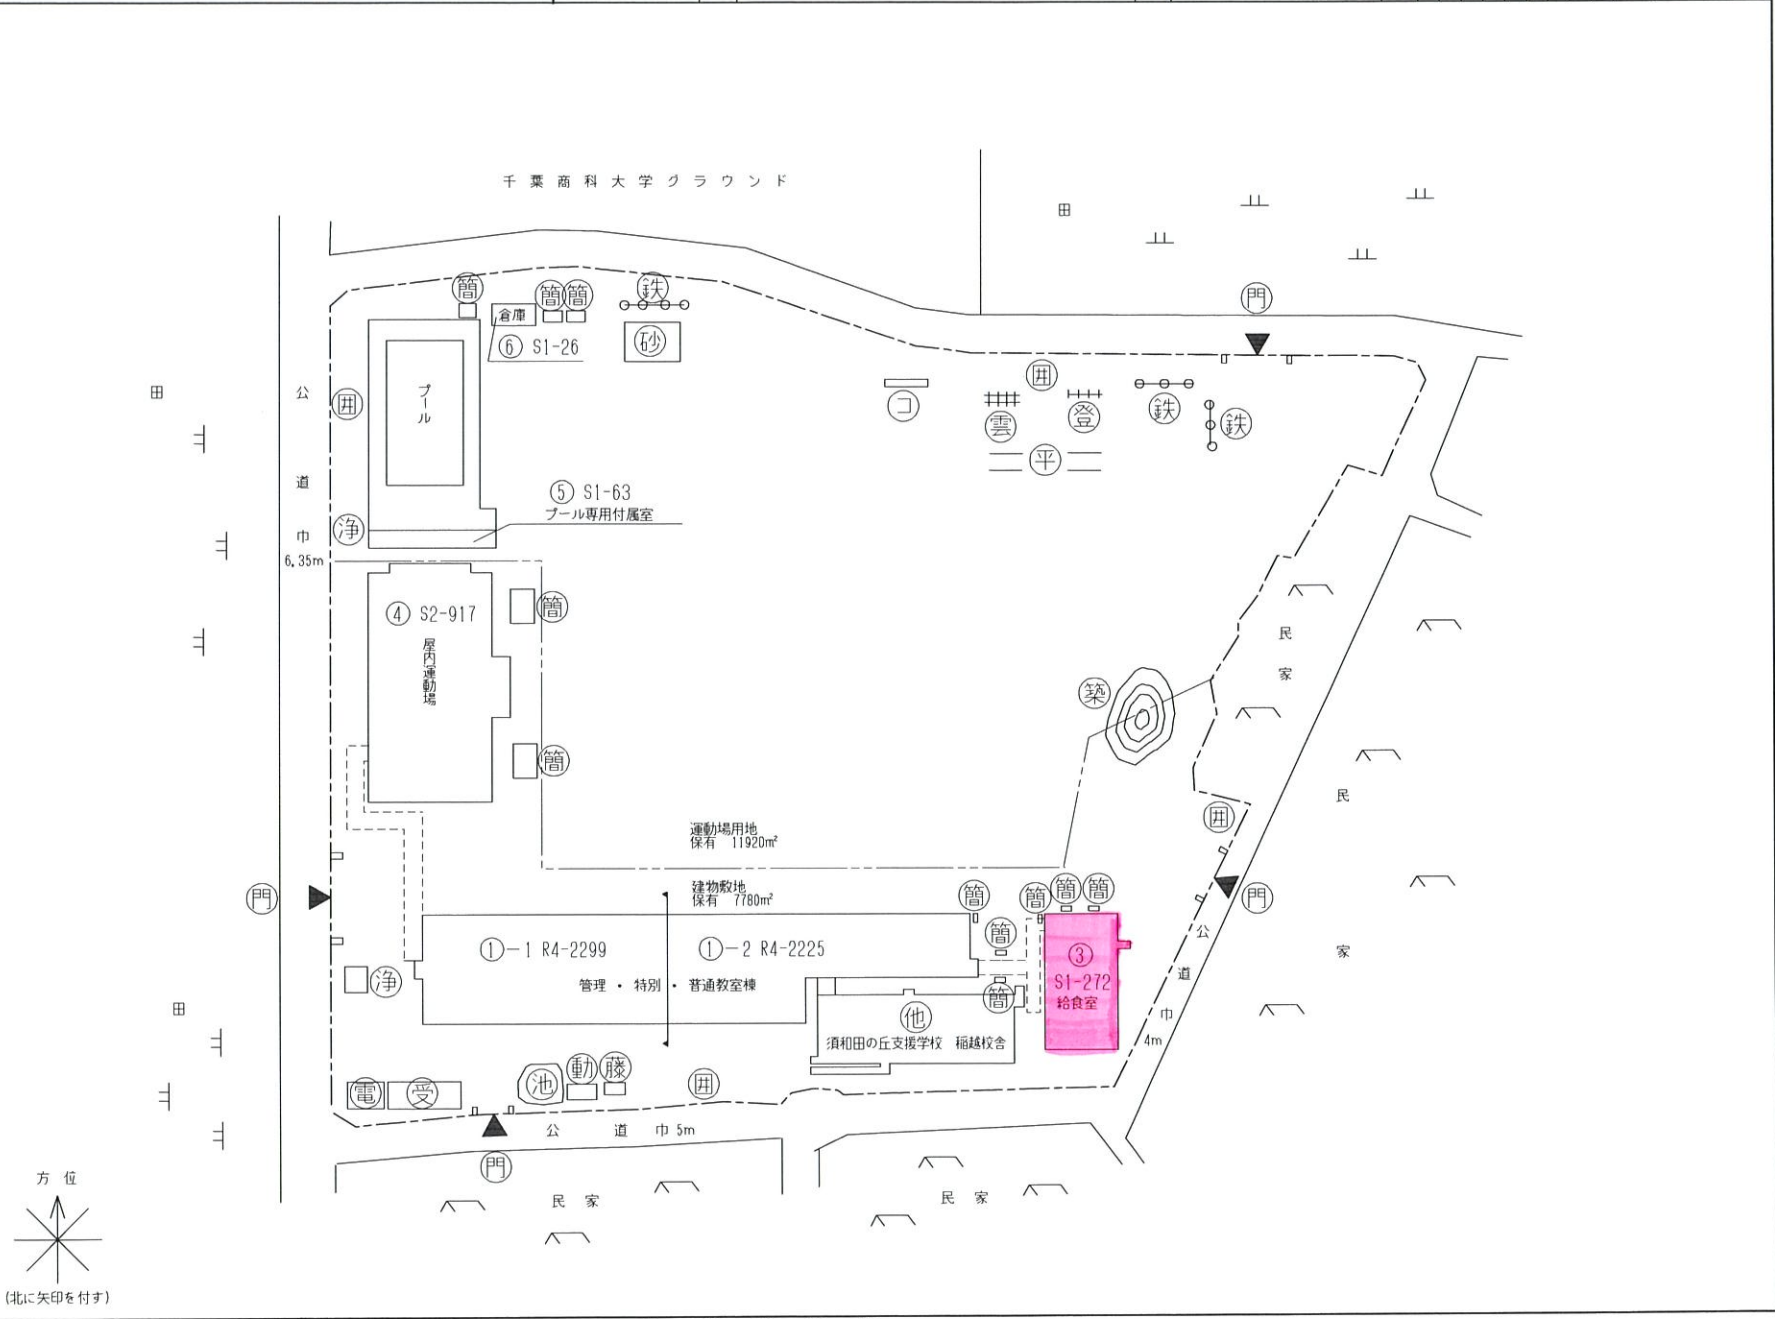 千葉商科大学グラウンド
田
門
簡
簡 簡
鉄
倉庫
⑥ S1-26
砂
プール
田
公
道
巾
6.35m
囲
コ
囲
雲
登
鉄
鉄
平
浄
⑤ S1-63
プール専用付属室
④ S2-917
屋内運動場
簡
簡
築
民
家
民
家
囲
運動場用地
保有 11920m²
建物敷地
保有 7780m²
門
門
簡
簡
簡
簡
簡
簡
①-1 R4-2299
①-2 R4-2225
管理・特別・普通教室棟
③
S1-272
給食室
公
道
巾
4m
浄
田
他
須和田の丘支援学校 稲越校舎
電
受
池
動
藤
囲
公 道 巾 5m
門
民 家
民 家
方 位
(北に矢印を付す)